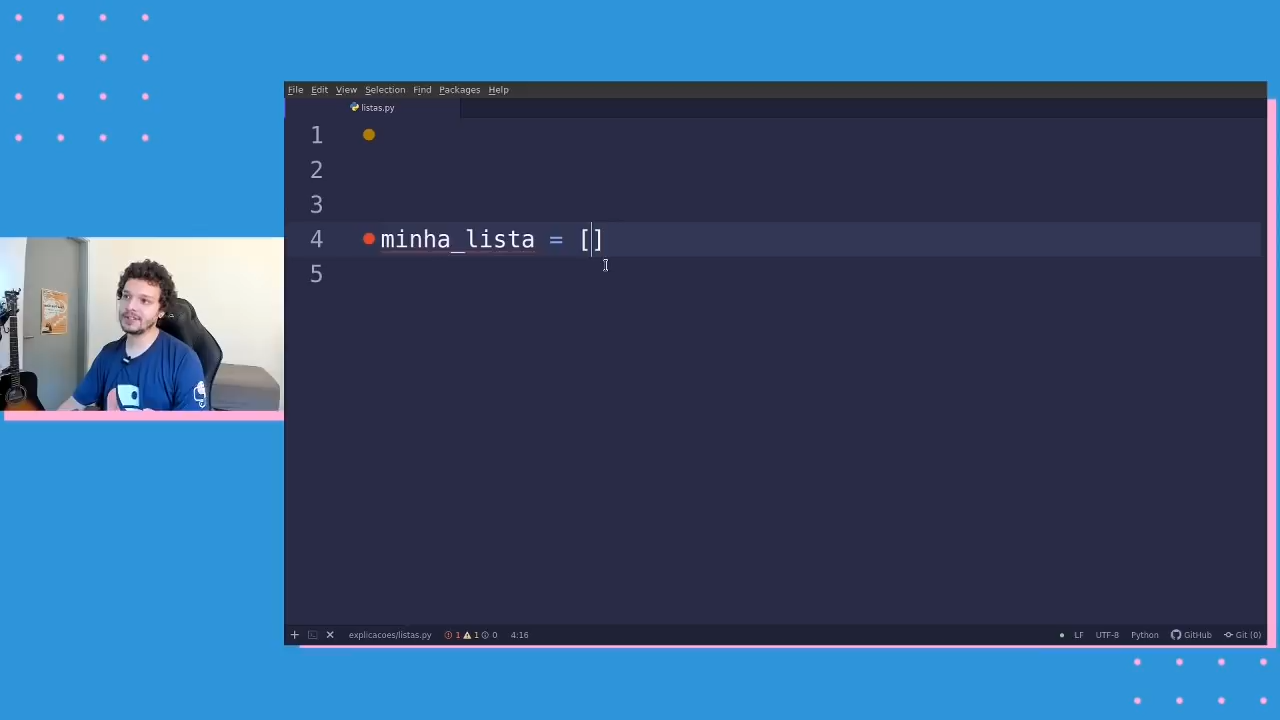 File Edit View Selection Find Packages Help
listas.py
1
2
3
4 minha_lista = []
5
explicacoes/listas.py 1 1 0 4:16 LF UTF-8 Python GitHub Git (0)